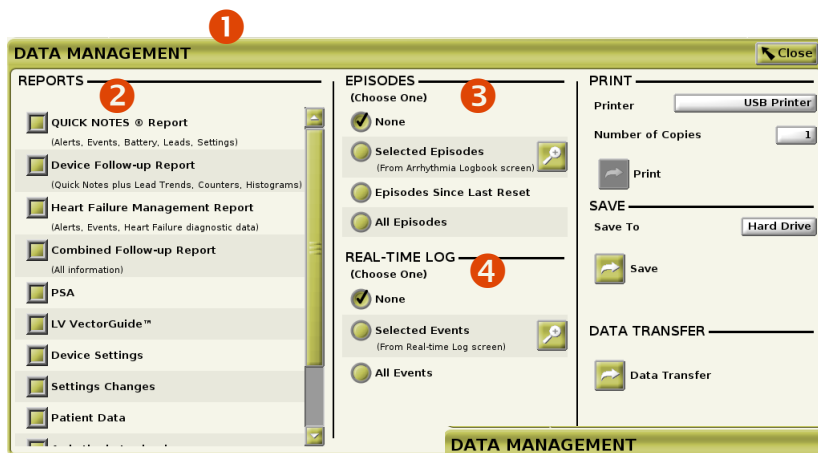 1
DATA MANAGEMENT
Close
REPORTS
2
QUICK NOTES ® Report
(Alerts, Events, Battery, Leads, Settings)
Device Follow-up Report
(Quick Notes plus Lead Trends, Counters, Histograms)
Heart Failure Management Report
(Alerts, Events, Heart Failure diagnostic data)
Combined Follow-up Report
(All information)
PSA
LV VectorGuide™
Device Settings
Settings Changes
Patient Data
EPISODES
3
(Choose One)
None
Selected Episodes
(From Arrhythmia Logbook screen)
Episodes Since Last Reset
All Episodes
REAL-TIME LOG
4
(Choose One)
None
Selected Events
(From Real-time Log screen)
All Events
PRINT
Printer
USB Printer
Number of Copies
1
Print
SAVE
Save To
Hard Drive
Save
DATA TRANSFER
Data Transfer
DATA MANAGEMENT